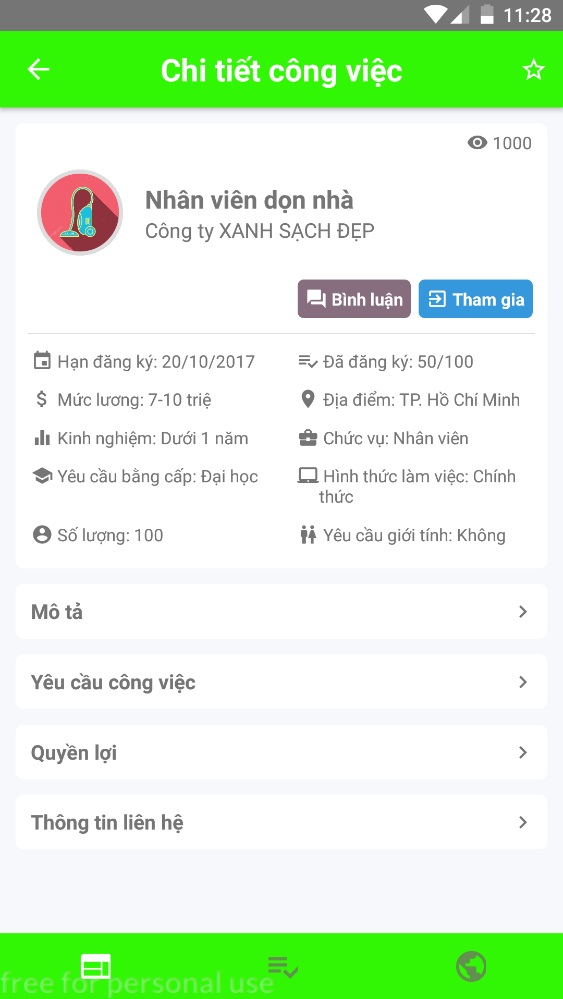 11:28
Chi tiết công việc
1000
Nhân viên dọn nhà
Công ty XANH SẠCH ĐẸP
Bình luận
Tham gia
Hạn đăng ký: 20/10/2017
Đã đăng ký: 50/100
Mức lương: 7-10 triệ
Địa điểm: TP. Hồ Chí Minh
Kinh nghiệm: Dưới 1 năm
Chức vụ: Nhân viên
Yêu cầu bằng cấp: Đại học
Hình thức làm việc: Chính
thức
Số lượng: 100
Yêu cầu giới tính: Không
Mô tả
Yêu cầu công việc
Quyền lợi
Thông tin liên hệ
free for personal use